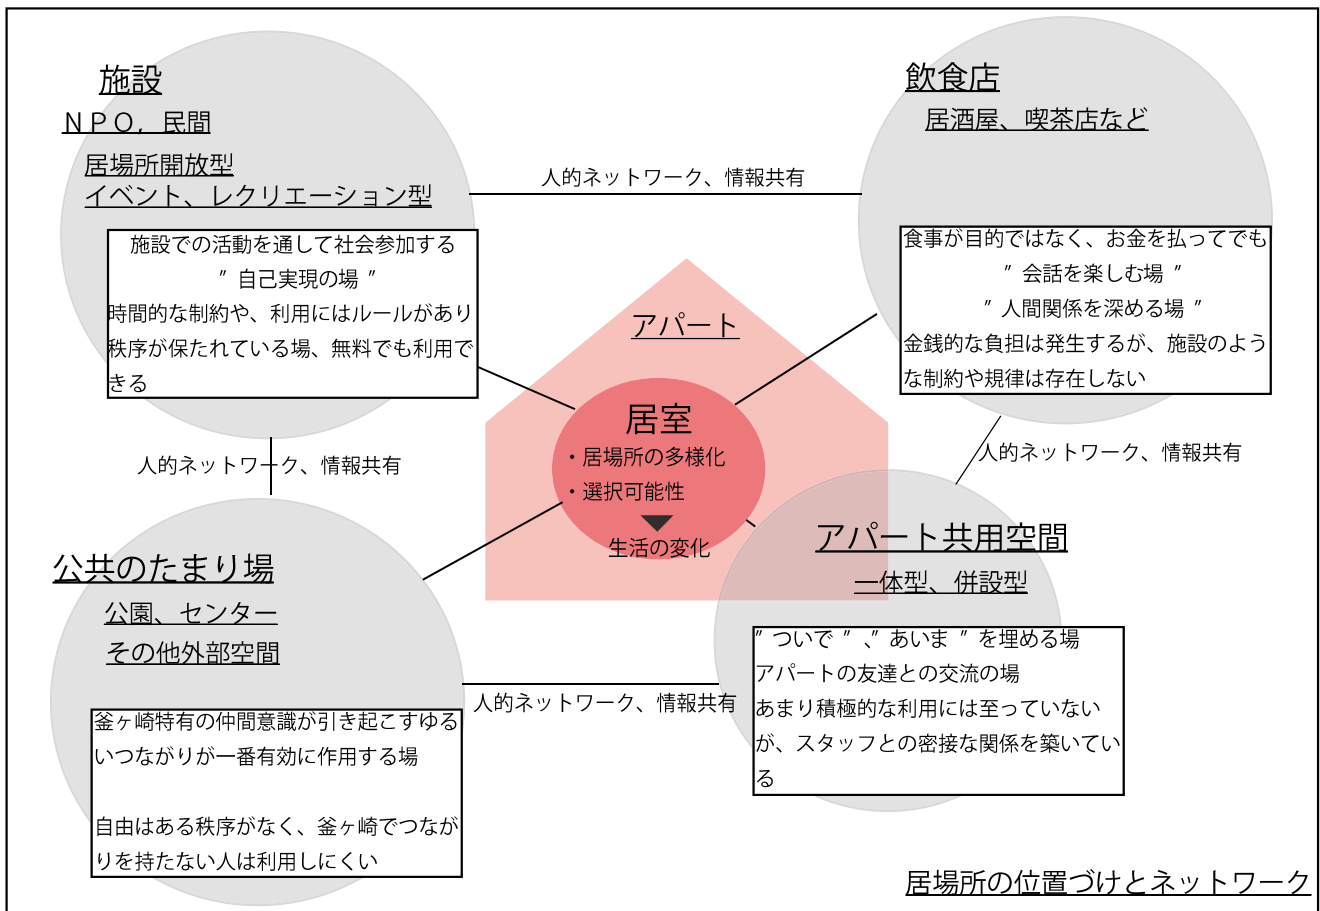 施設
ＮＰＯ，民間
居場所開放型
イベント、レクリエーション型
施設での活動を通して社会参加する
” 自己実現の場 ”
時間的な制約や、利用にはルールがあり
秩序が保たれている場、無料でも利用で
きる
人的ネットワーク、情報共有
飲食店
居酒屋、喫茶店など
食事が目的ではなく、お金を払ってでも
” 会話を楽しむ場 ”
” 人間関係を深める場 ”
金銭的な負担は発生するが、施設のよう
な制約や規律は存在しない
アパート
居室
・居場所の多様化
・選択可能性
生活の変化
人的ネットワーク、情報共有
人的ネットワーク、情報共有
公共のたまり場
公園、センター
その他外部空間
釜ヶ崎特有の仲間意識が引き起こすゆる
いつながりが一番有効に作用する場
自由はある秩序がなく、釜ヶ崎でつなが
りを持たない人は利用しにくい
人的ネットワーク、情報共有
アパート共用空間
一体型、併設型
” ついで ” 、” あいま ” を埋める場
アパートの友達との交流の場
あまり積極的な利用には至っていない
が、スタッフとの密接な関係を築いてい
る
居場所の位置づけとネットワーク